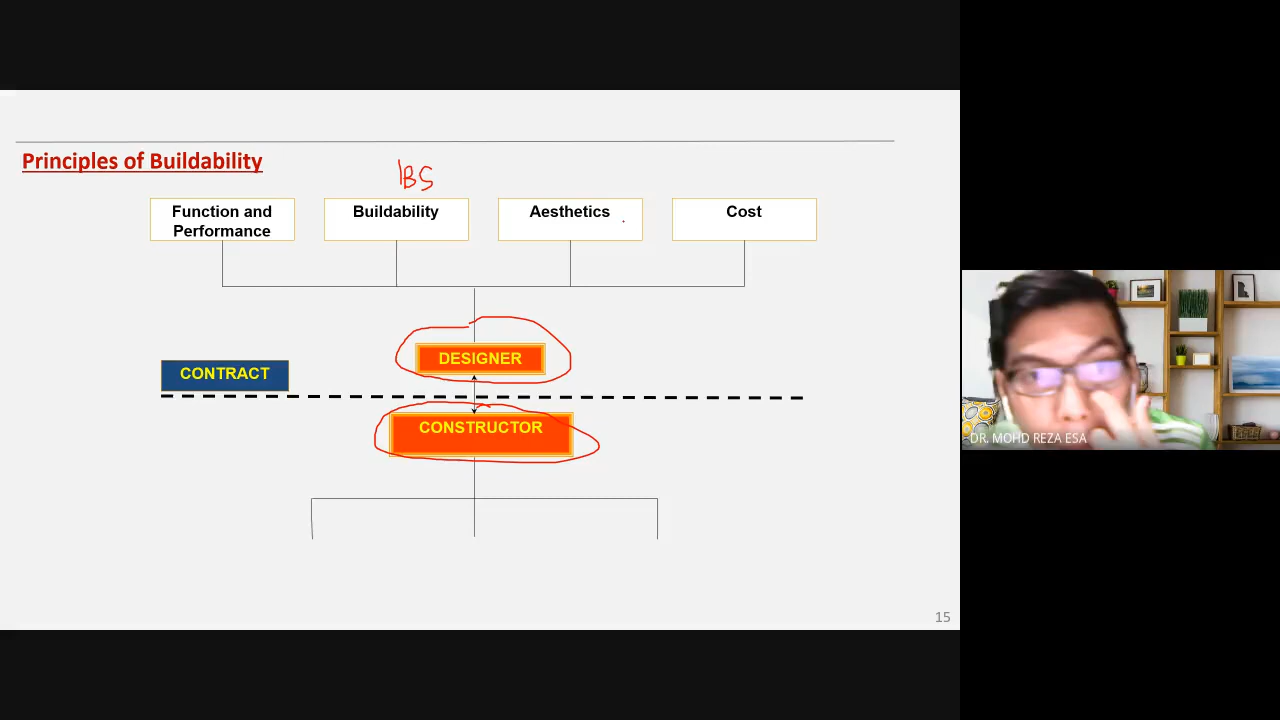 Principles of Buildability
IBS
Function and
Performance
Buildability
Aesthetics
Cost
DESIGNER
CONTRACT
CONSTRUCTOR
DR. MOHD REZA ESA
15